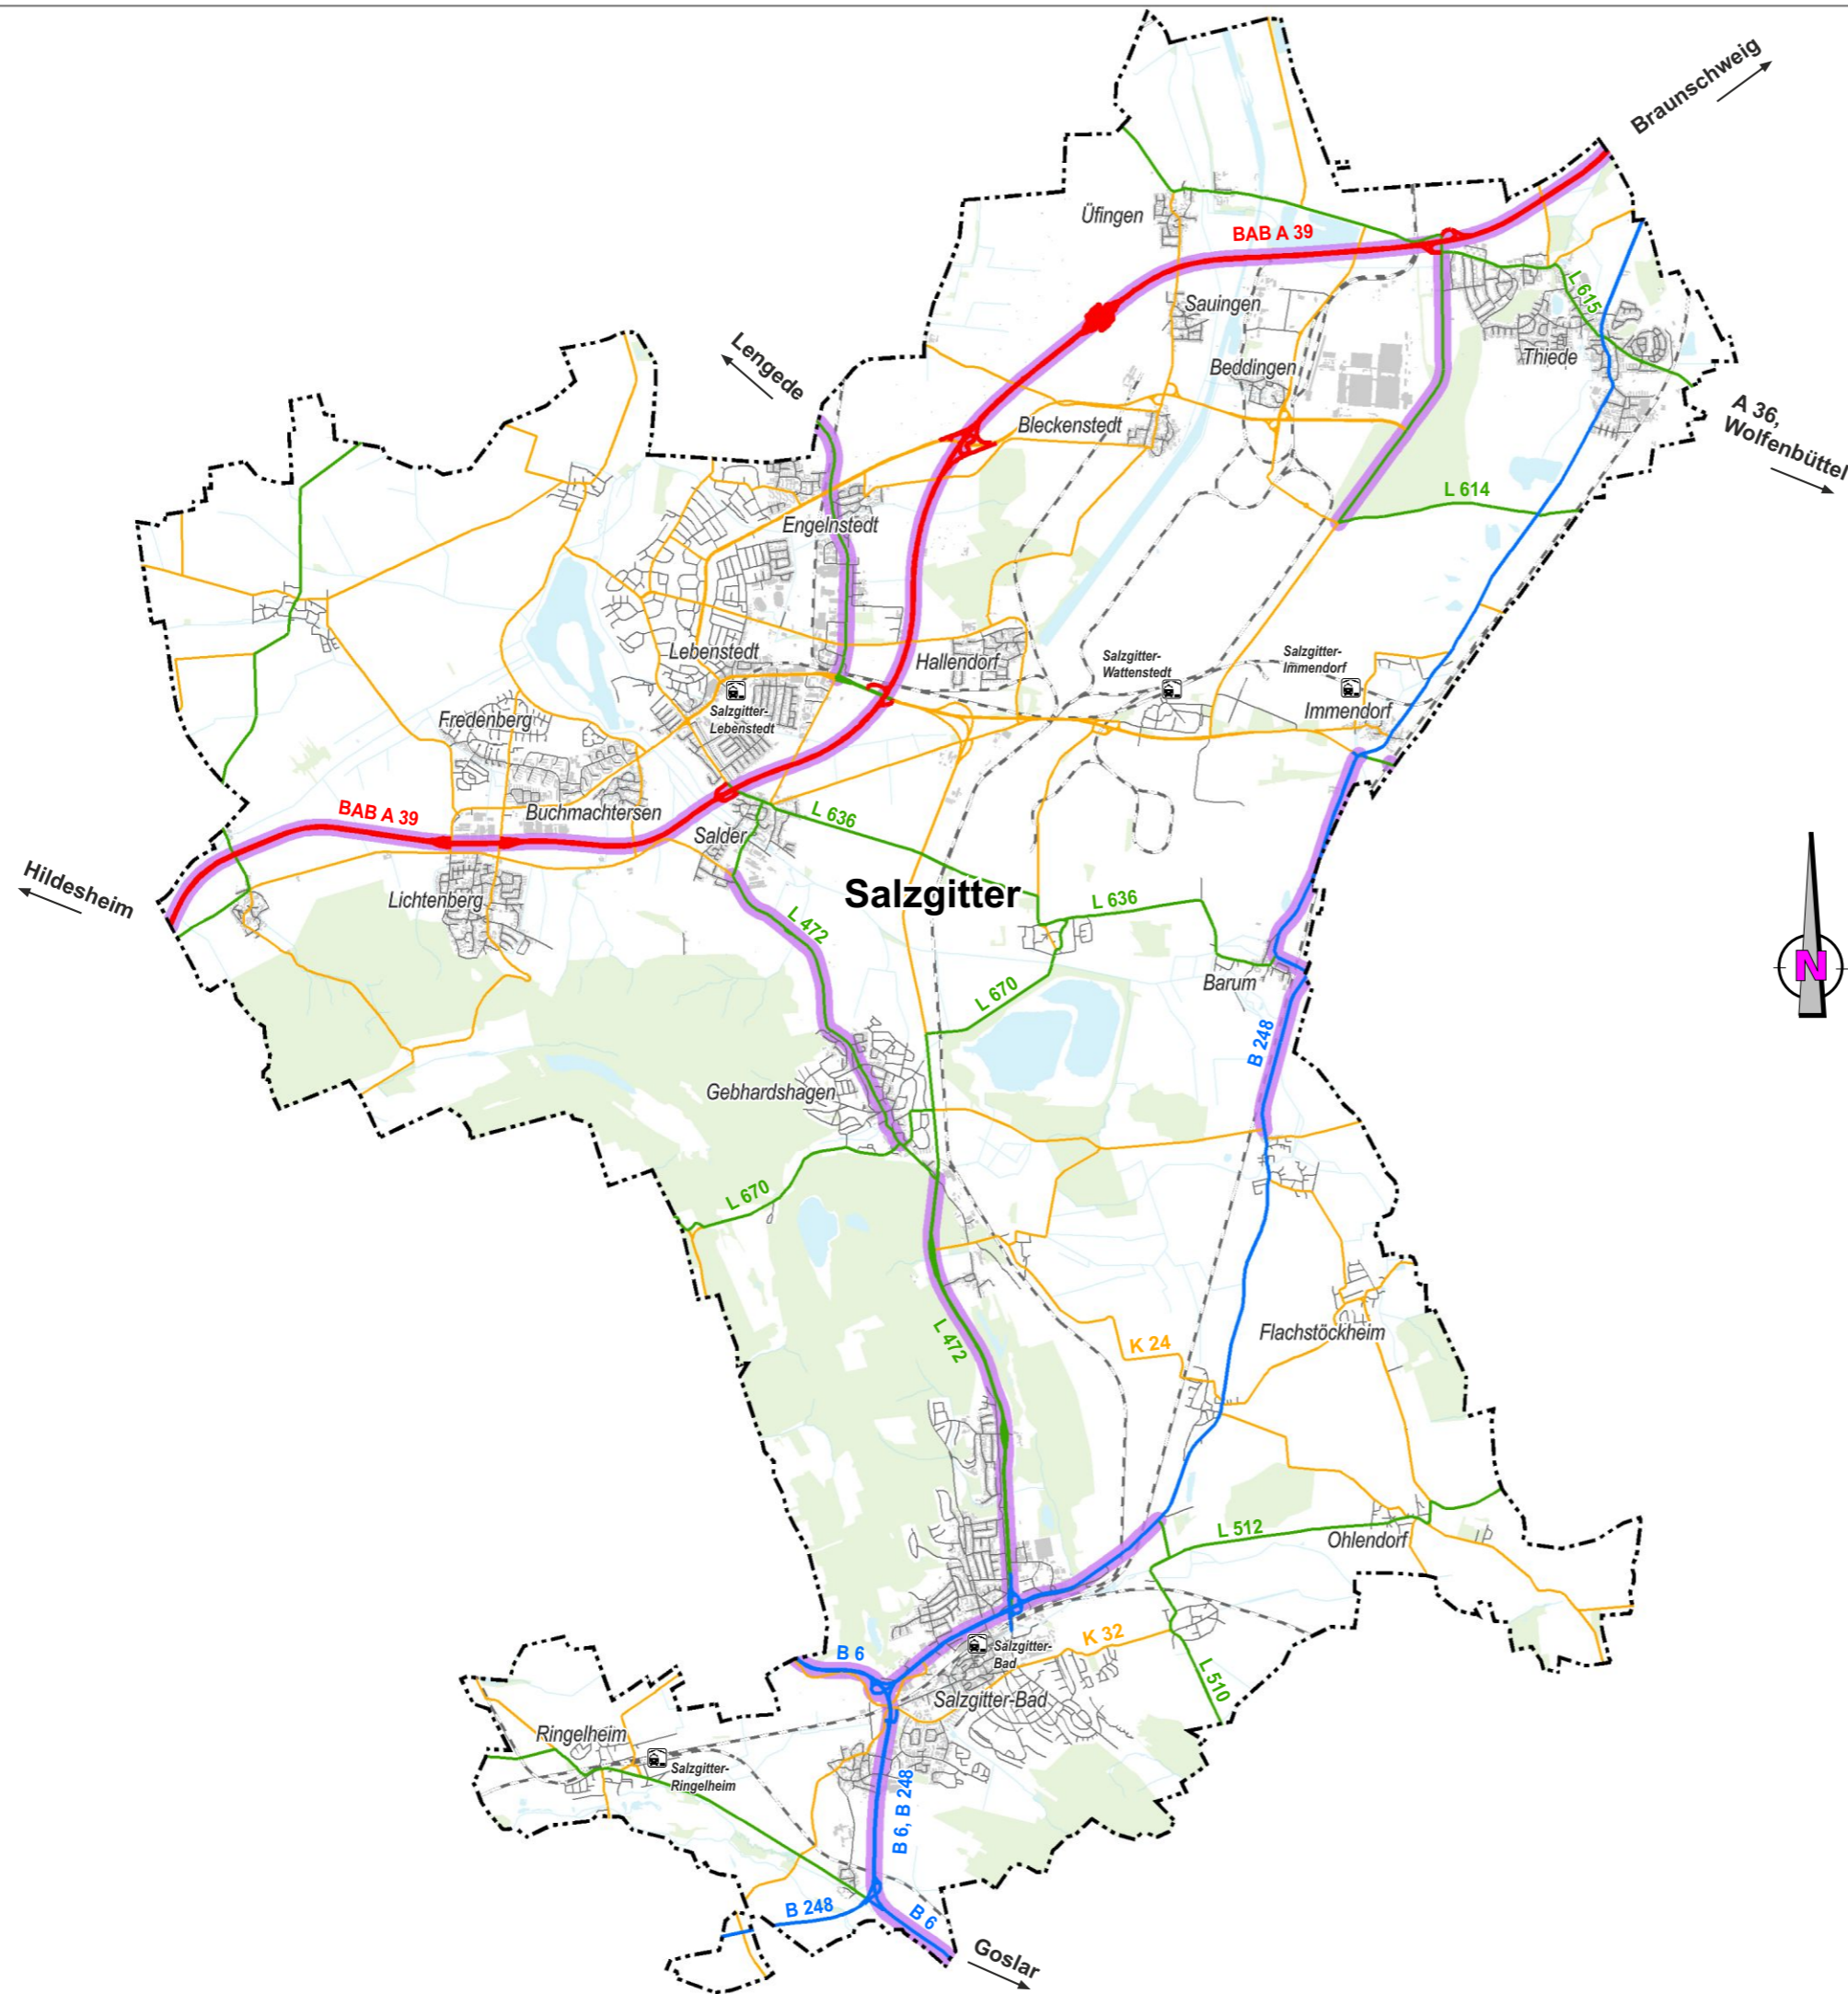 Braunschweig
Üfingen
BAB A 39
Sauingen
L 615
Lengede
Thiede
Beddingen
A 36,
Wolfenbüttel
Bleckenstedt
L 614
Engelnstedt
Lebenstedt
Hallendorf
Salzgitter-
Wattenstedt
Salzgitter-
Immendorf
Salzgitter-
Lebenstedt
Immendorf
Fredenberg
BAB A 39
Buchmachtersen
L 636
Salder
Hildesheim
Lichtenberg
Salzgitter
L 636
L 472
N
Barum
L 670
B 248
Gebhardshagen
L 670
Flachstöckheim
K 24
L 472
L 512
Ohlendorf
K 32
Salzgitter-
Bad
B 6
L 510
Salzgitter-Bad
Ringelheim
Salzgitter-
Ringelheim
B 6, B 248
B 248
B 6
Goslar